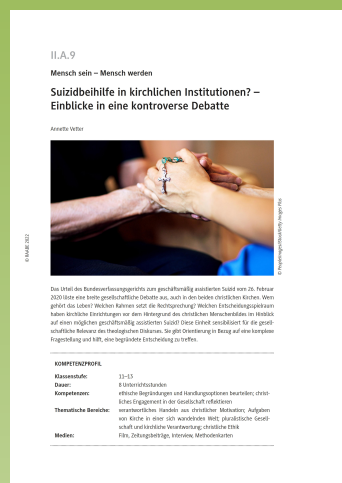 II.A.9
Mensch sein – Mensch werden
Suizidbeihilfe in kirchlichen Institutionen? –
Einblicke in eine kontroverse Debatte
Annette Vetter
© RAABE 2022
© PeopleImages/iStock/Getty Images Plus
Das Urteil des Bundesverfassungsgerichts zum geschäftsmäßig assistierten Suizid vom 26. Februar
2020 löste eine breite gesellschaftliche Debatte aus, auch in den beiden christlichen Kirchen. Wem
gehört das Leben? Welchen Rahmen setzt die Rechtsprechung? Welchen Entscheidungsspielraum
haben kirchliche Einrichtungen vor dem Hintergrund des christlichen Menschenbildes im Hinblick
auf einen möglichen geschäftsmäßig assistierten Suizid? Diese Einheit sensibilisiert für die gesell-
schaftliche Relevanz des theologischen Diskurses. Sie gibt Orientierung in Bezug auf eine komplexe
Fragestellung und hilft, eine begründete Entscheidung zu treffen.
KOMPETENZPROFIL
Klassenstufe: 11–13
Dauer: 8 Unterrichtsstunden
Kompetenzen: ethische Begründungen und Handlungsoptionen beurteilen; christ-
liches Engagement in der Gesellschaft reflektieren
Thematische Bereiche: verantwortliches Handeln aus christlicher Motivation; Aufgaben
von Kirche in einer sich wandelnden Welt; pluralistische Gesell-
schaft und kirchliche Verantwortung; christliche Ethik
Medien: Film, Zeitungsbeiträge, Interview, Methodenkarten